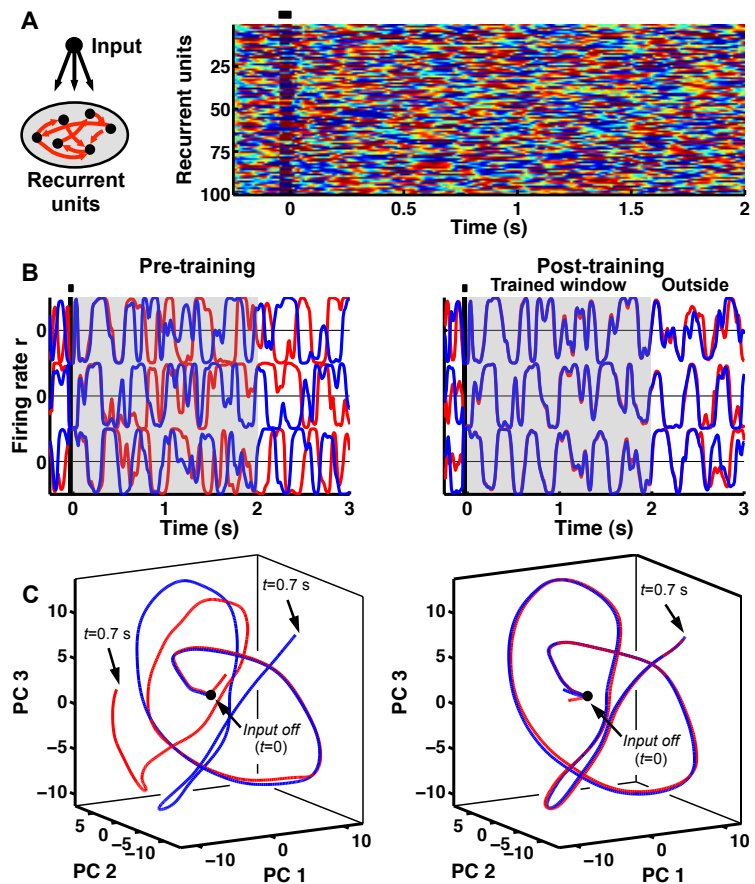 A
Input
Recurrent
units
Recurrent units
25
50
75
100
0
0.5
1
1.5
2
Time (s)
B
Pre-training
Firing rate r
0
0
0
0
1
2
3
Time (s)
Post-training
Trained window
Outside
0
1
2
3
Time (s)
C
PC 3
10
5
0
−5
−10
t=0.7 s
t=0.7 s
Input off
(t=0)
5
0
−5
−10
PC 2
−10
0
10
PC 1
PC 3
10
5
0
−5
−10
t=0.7 s
Input off
(t=0)
5
0
−5
−10
PC 2
−10
0
10
PC 1